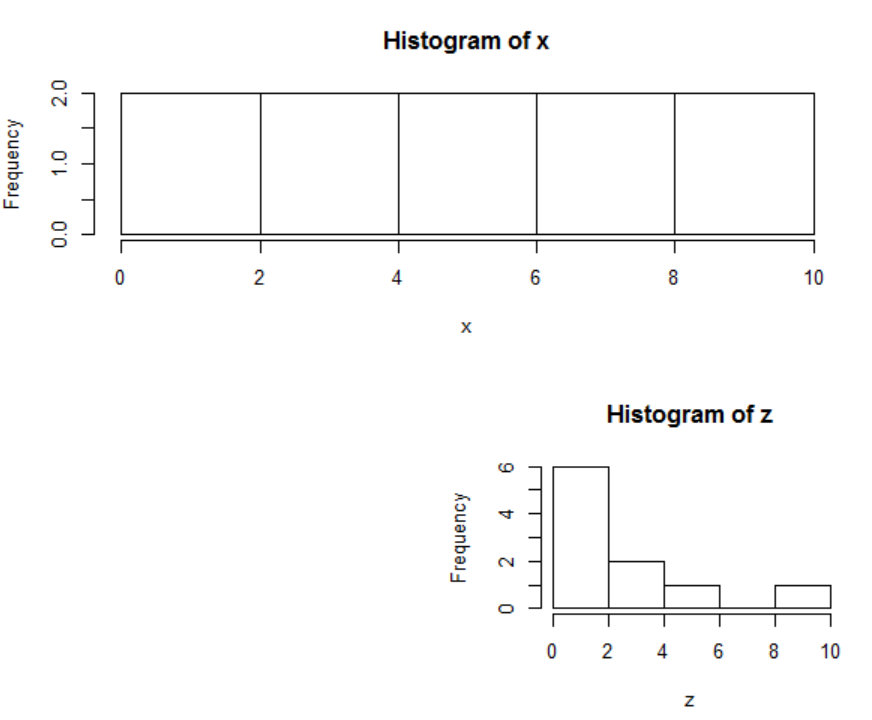 Histogram of x
Frequency
2.0
1.0
0.0
0 2 4 6 8 10
x
Histogram of z
Frequency
6
4
2
0
0 2 4 6 8 10
z